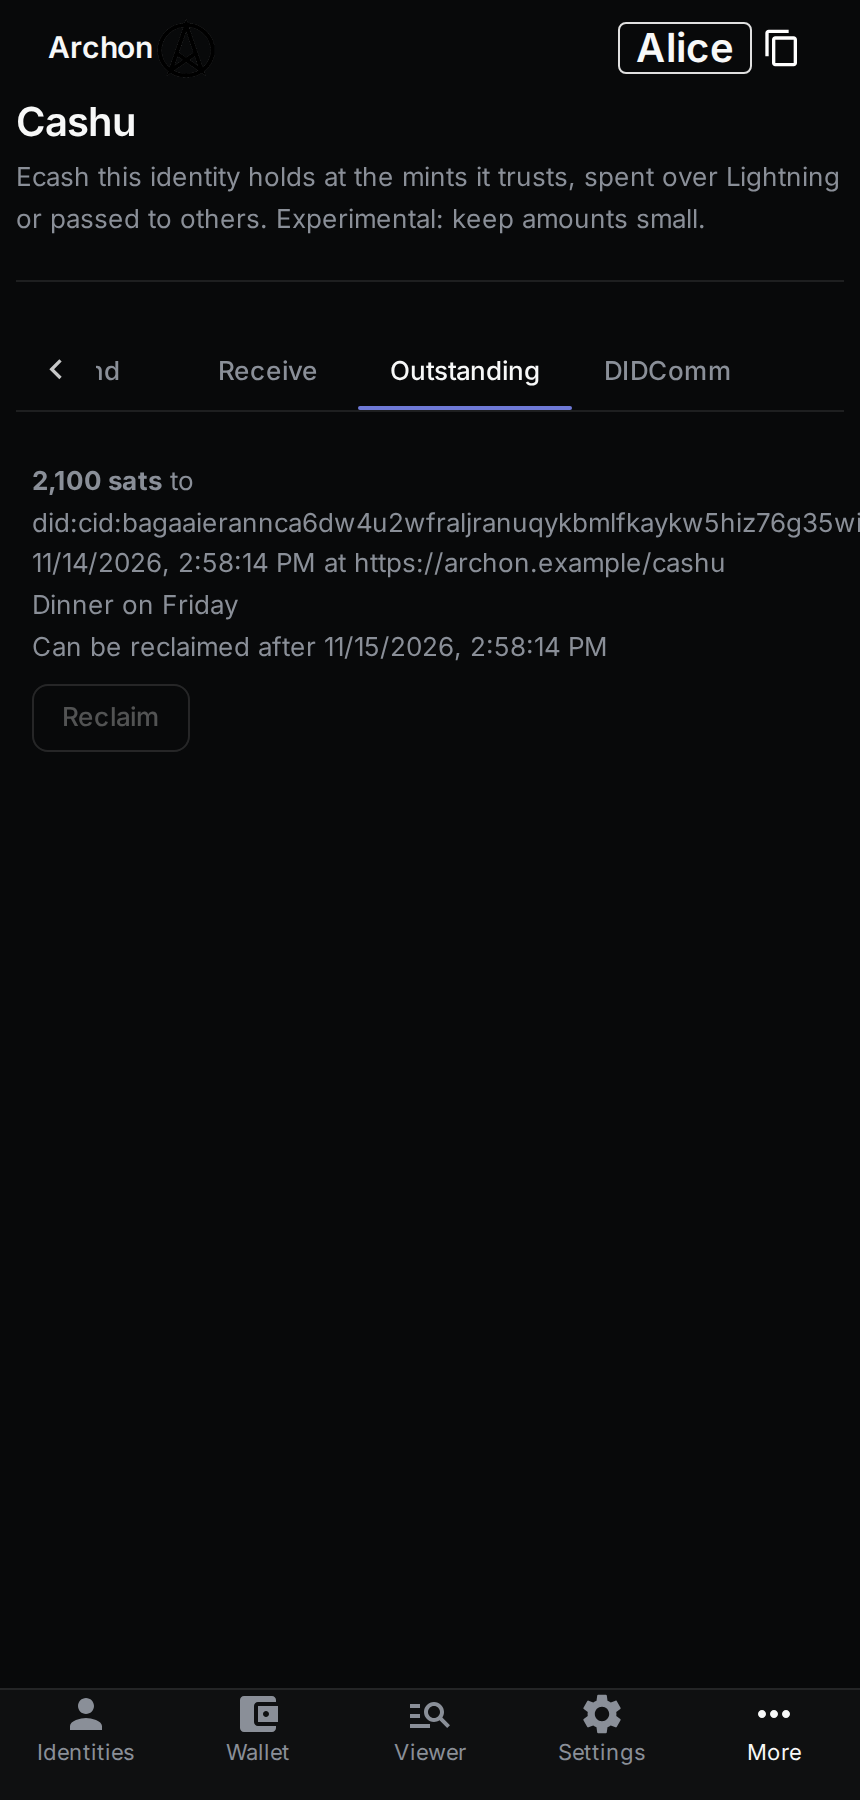 Archon
Alice
Cashu
Ecash this identity holds at the mints it trusts, spent over Lightning
or passed to others. Experimental: keep amounts small.
nd
Receive
Outstanding
DIDComm
2,100 sats to
did:cid:bagaaierannca6dw4u2wfraljranuqykbmlfkaykw5hiz76g35wi
11/14/2026, 2:58:14 PM at https://archon.example/cashu
Dinner on Friday
Can be reclaimed after 11/15/2026, 2:58:14 PM
Reclaim
Identities
Wallet
Viewer
Settings
More